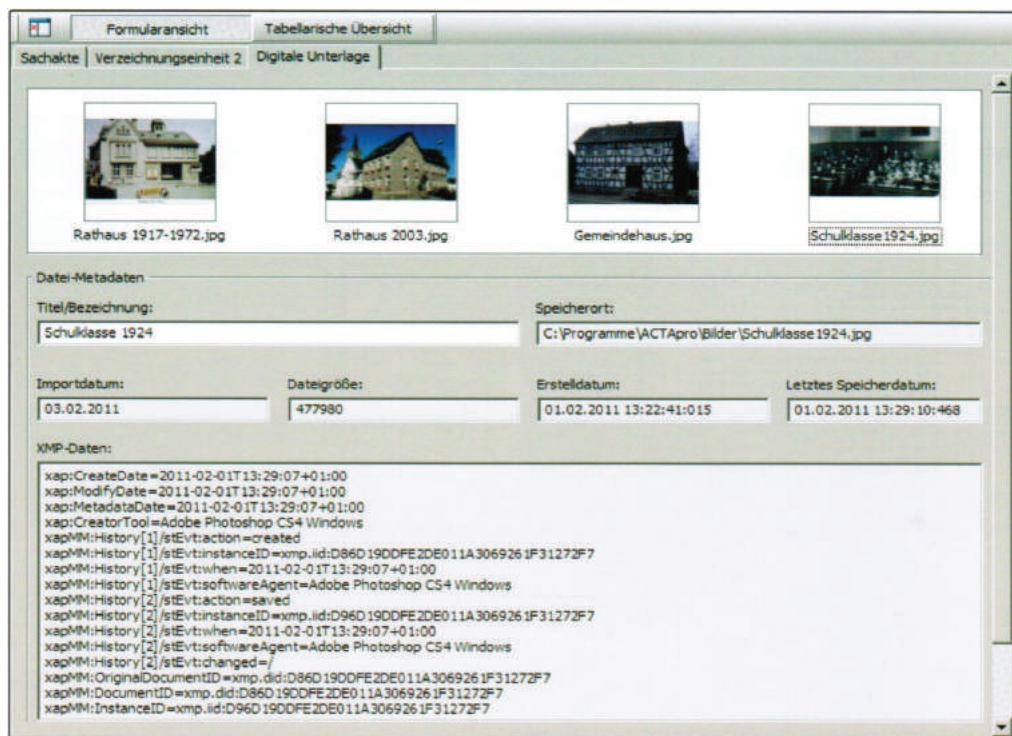 Formularansicht Tabellarische Übersicht
Sachakte Verzeichnungseinheit 2 Digitale Unterlage
Rathaus 1917-1972.jpg Rathaus 2003.jpg Gemeindehaus.jpg Schulklasse1924.jpg
Datei-Metadaten
Titel/Bezeichnung: Speicherort:
Schulklasse 1924 C:\Programme\ACTApro\Bilder\Schulklasse1924.jpg
Importdatum: Dateigröße: Erstelldatum: Letztes Speicherdatum:
03.02.2011 477980 01.02.2011 13:22:41:015 01.02.2011 13:29:10:468
XMP-Daten:
xap:CreateDate=2011-02-01T13:29:07+01:00
xap:ModifyDate=2011-02-01T13:29:07+01:00
xap:MetadataDate=2011-02-01T13:29:07+01:00
xap:CreatorTool=Adobe Photoshop CS4 Windows
xapMM:History[1]/stEvt:action=created
xapMM:History[1]/stEvt:instanceID=xmp.iid:D86D19DDFE2DE011A3069261F31272F7
xapMM:History[1]/stEvt:when=2011-02-01T13:29:07+01:00
xapMM:History[1]/stEvt:softwareAgent=Adobe Photoshop CS4 Windows
xapMM:History[2]/stEvt:action=saved
xapMM:History[2]/stEvt:instanceID=xmp.iid:D96D19DDFE2DE011A3069261F31272F7
xapMM:History[2]/stEvt:when=2011-02-01T13:29:07+01:00
xapMM:History[2]/stEvt:softwareAgent=Adobe Photoshop CS4 Windows
xapMM:History[2]/stEvt:changed=/
xapMM:OriginalDocumentID=xmp.did:D86D19DDFE2DE011A3069261F31272F7
xapMM:DocumentID=xmp.did:D86D19DDFE2DE011A3069261F31272F7
xapMM:InstanceID=xmp.iid:D96D19DDFE2DE011A3069261F31272F7